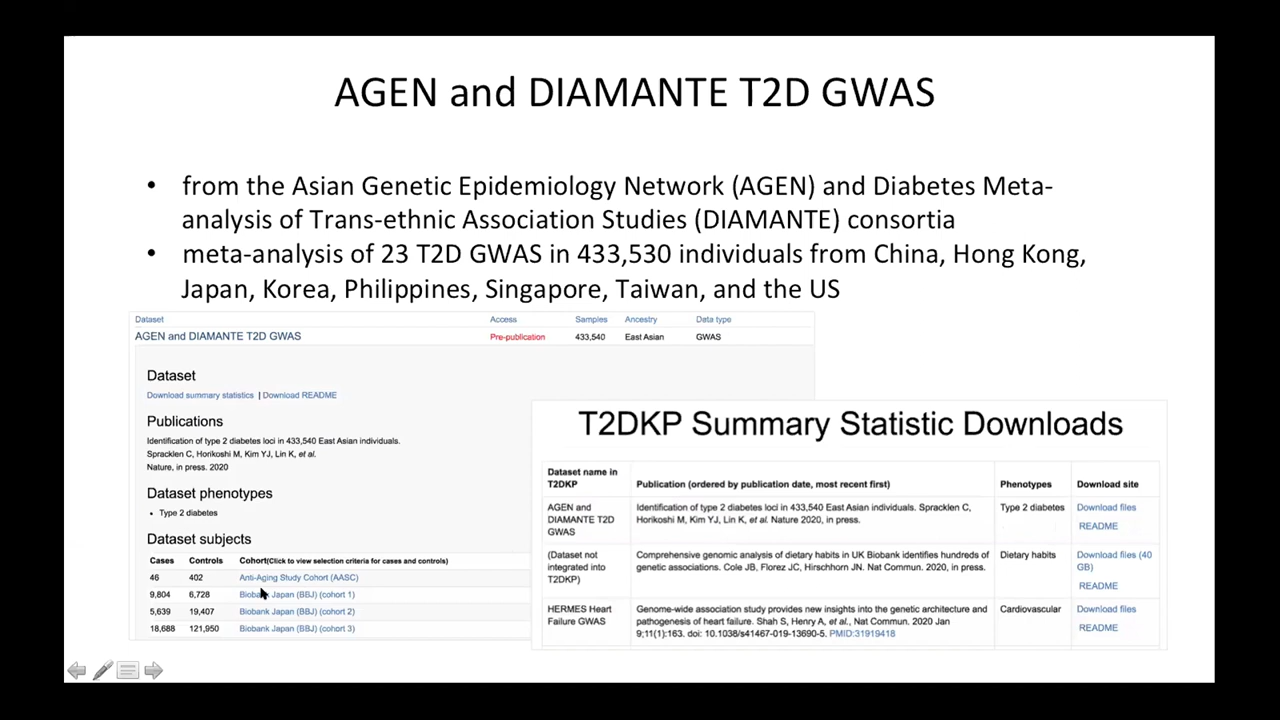 AGEN and DIAMANTE T2D GWAS
• from the Asian Genetic Epidemiology Network (AGEN) and Diabetes Meta-
analysis of Trans-ethnic Association Studies (DIAMANTE) consortia
• meta-analysis of 23 T2D GWAS in 433,530 individuals from China, Hong Kong,
Japan, Korea, Philippines, Singapore, Taiwan, and the US
Dataset Access Samples Ancestry Data type
AGEN and DIAMANTE T2D GWAS Pre-publication 433,540 East Asian GWAS
Dataset
Download summary statistics | Download README
Publications
Identification of type 2 diabetes loci in 433,540 East Asian individuals.
Spracklen C, Horikoshi M, Kim YJ, Lin K, et al.
Nature, in press. 2020
Dataset phenotypes
• Type 2 diabetes
Dataset subjects
Cases Controls Cohort(Click to view selection criteria for cases and controls)
46 402 Anti-Aging Study Cohort (AASC)
9,804 6,728 Biobank Japan (BBJ) (cohort 1)
5,639 19,407 Biobank Japan (BBJ) (cohort 2)
18,688 121,950 Biobank Japan (BBJ) (cohort 3)
T2DKP Summary Statistic Downloads
Dataset name in
T2DKP
Publication (ordered by publication date, most recent first)
Phenotypes
Download site
AGEN and
DIAMANTE T2D
GWAS
Identification of type 2 diabetes loci in 433,540 East Asian individuals. Spracklen C,
Horikoshi M, Kim YJ, Lin K, et al. Nature 2020, in press.
Type 2 diabetes
Download files
README
(Dataset not
integrated into
T2DKP)
Comprehensive genomic analysis of dietary habits in UK Biobank identifies hundreds of
genetic associations. Cole JB, Florez JC, Hirschhorn JN. Nat Commun. 2020, in press.
Dietary habits
Download files (40
GB)
README
HERMES Heart
Failure GWAS
Genome-wide association study provides new insights into the genetic architecture and
pathogenesis of heart failure. Shah S, Henry A, et al., Nat Commun. 2020 Jan
9;11(1):163. doi: 10.1038/s41467-019-13690-5. PMID:31919418
Cardiovascular
Download files
README